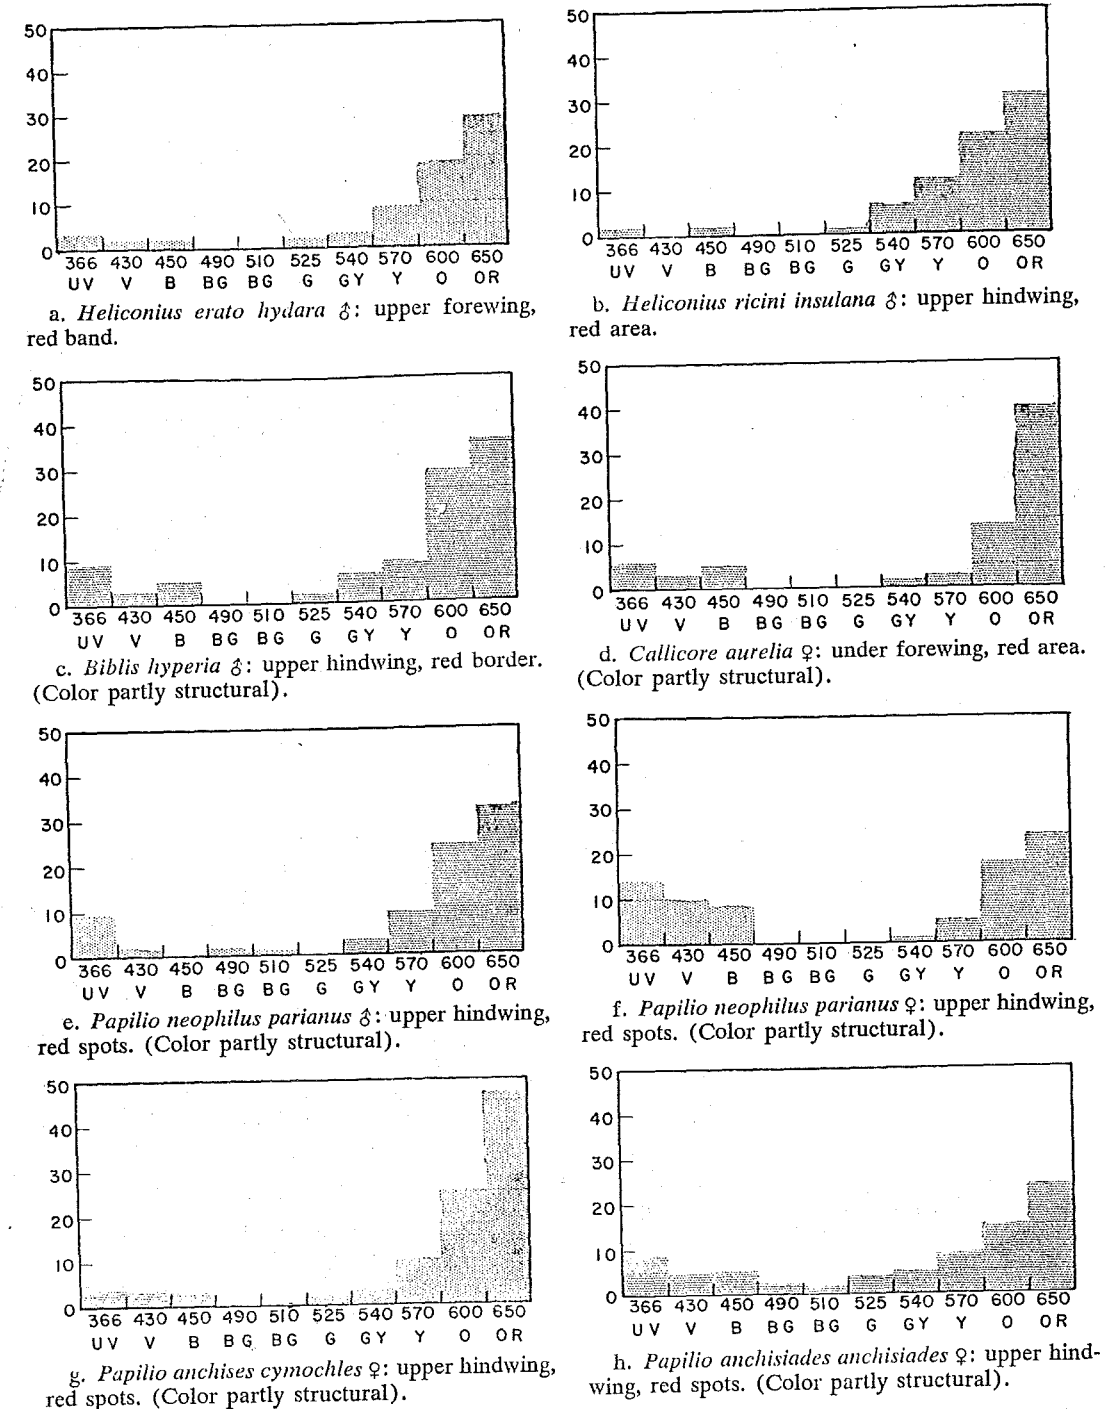 50
40
30
20
10
0
366 430 450 490 510 525 540 570 600 650
UV V B BG BG G GY Y O OR
a. Heliconius erato hydara ♂: upper forewing,
red band.
50
40
30
20
10
0
366 430 450 490 510 525 540 570 600 650
UV V B BG BG G GY Y O OR
b. Heliconius ricini insulana ♂: upper hindwing,
red area.
50
40
30
20
10
0
366 430 450 490 510 525 540 570 600 650
UV V B BG BG G GY Y O OR
c. Biblis hyperia ♂: upper hindwing, red border.
(Color partly structural).
50
40
30
20
10
0
366 430 450 490 510 525 540 570 600 650
UV V B BG BG G GY Y O OR
d. Callicore aurelia ♀: under forewing, red area.
(Color partly structural).
50
40
30
20
10
0
366 430 450 490 510 525 540 570 600 650
UV V B BG BG G GY Y O OR
e. Papilio neophilus parianus ♂: upper hindwing,
red spots. (Color partly structural).
50
40
30
20
10
0
366 430 450 490 510 525 540 570 600 650
UV V B BG BG G GY Y O OR
f. Papilio neophilus parianus ♀: upper hindwing,
red spots. (Color partly structural).
50
40
30
20
10
0
366 430 450 490 510 525 540 570 600 650
UV V B BG BG G GY Y O OR
g. Papilio anchises cymochles ♀: upper hindwing,
red spots. (Color partly structural).
50
40
30
20
10
0
366 430 450 490 510 525 540 570 600 650
UV V B BG BG G GY Y O OR
h. Papilio anchisiades anchisiades ♀: upper hind-
wing, red spots. (Color partly structural).